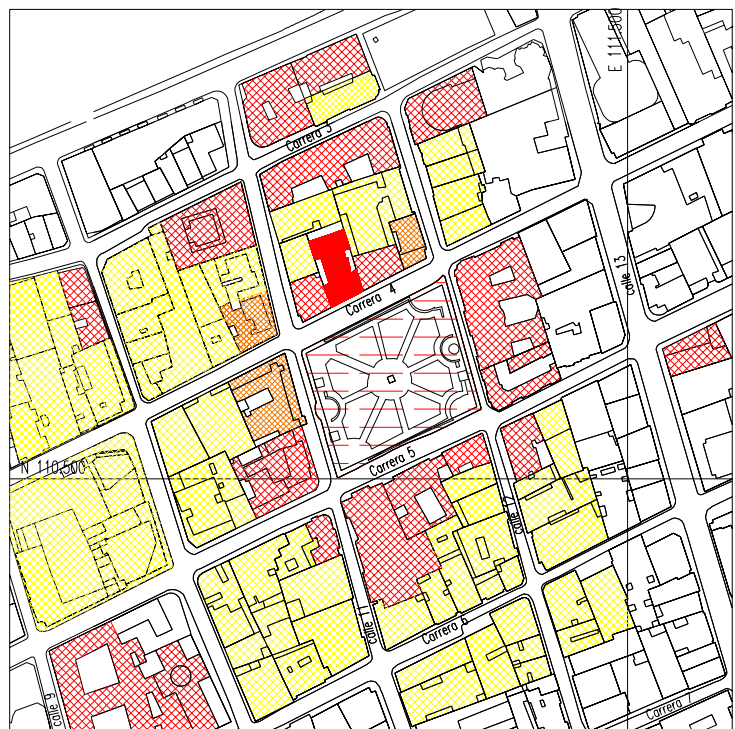 E 111,500
Carrera 3
calle 13
Carrera 4
Carrera 5
N 110,500
calle 12
calle 11
Carrera 6
calle 9
Carrera 7